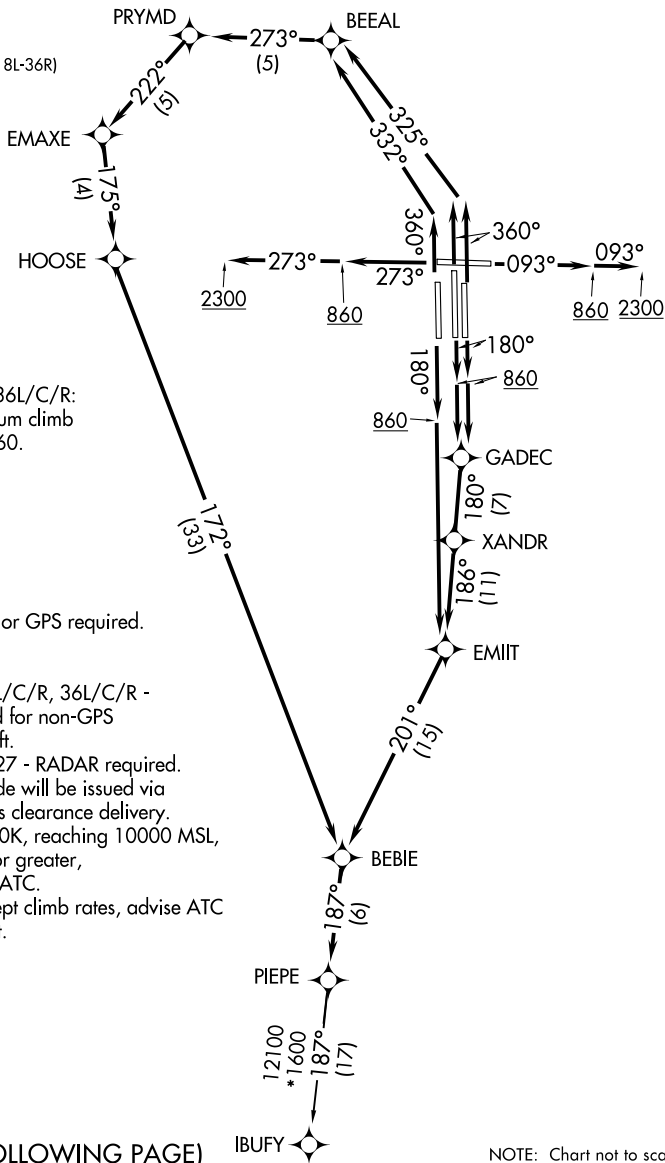 PRYMD
BEEAL
273°
(5)
8L-36R)
222°
(5)
EMAXE
325°
332°
175°
(4)
360°
360°
HOOSE
273°
273°
093°
093°
2300
860
860
2300
180°
180°
860
36L/C/R:
um climb
60.
860
GADEC
180°
(7)
172°
(33)
XANDR
186°
(11)
or GPS required.
EMIIT
L/C/R, 36L/C/R -
d for non-GPS
ft.
27 - RADAR required.
de will be issued via
s clearance delivery.
0K, reaching 10000 MSL,
or greater,
ATC.
ept climb rates, advise ATC
r.
201°
(15)
BEBIE
187°
(6)
PIEPE
12100
*1600
187°
(17)
OLLOWING PAGE)
IBUFY
NOTE: Chart not to sca